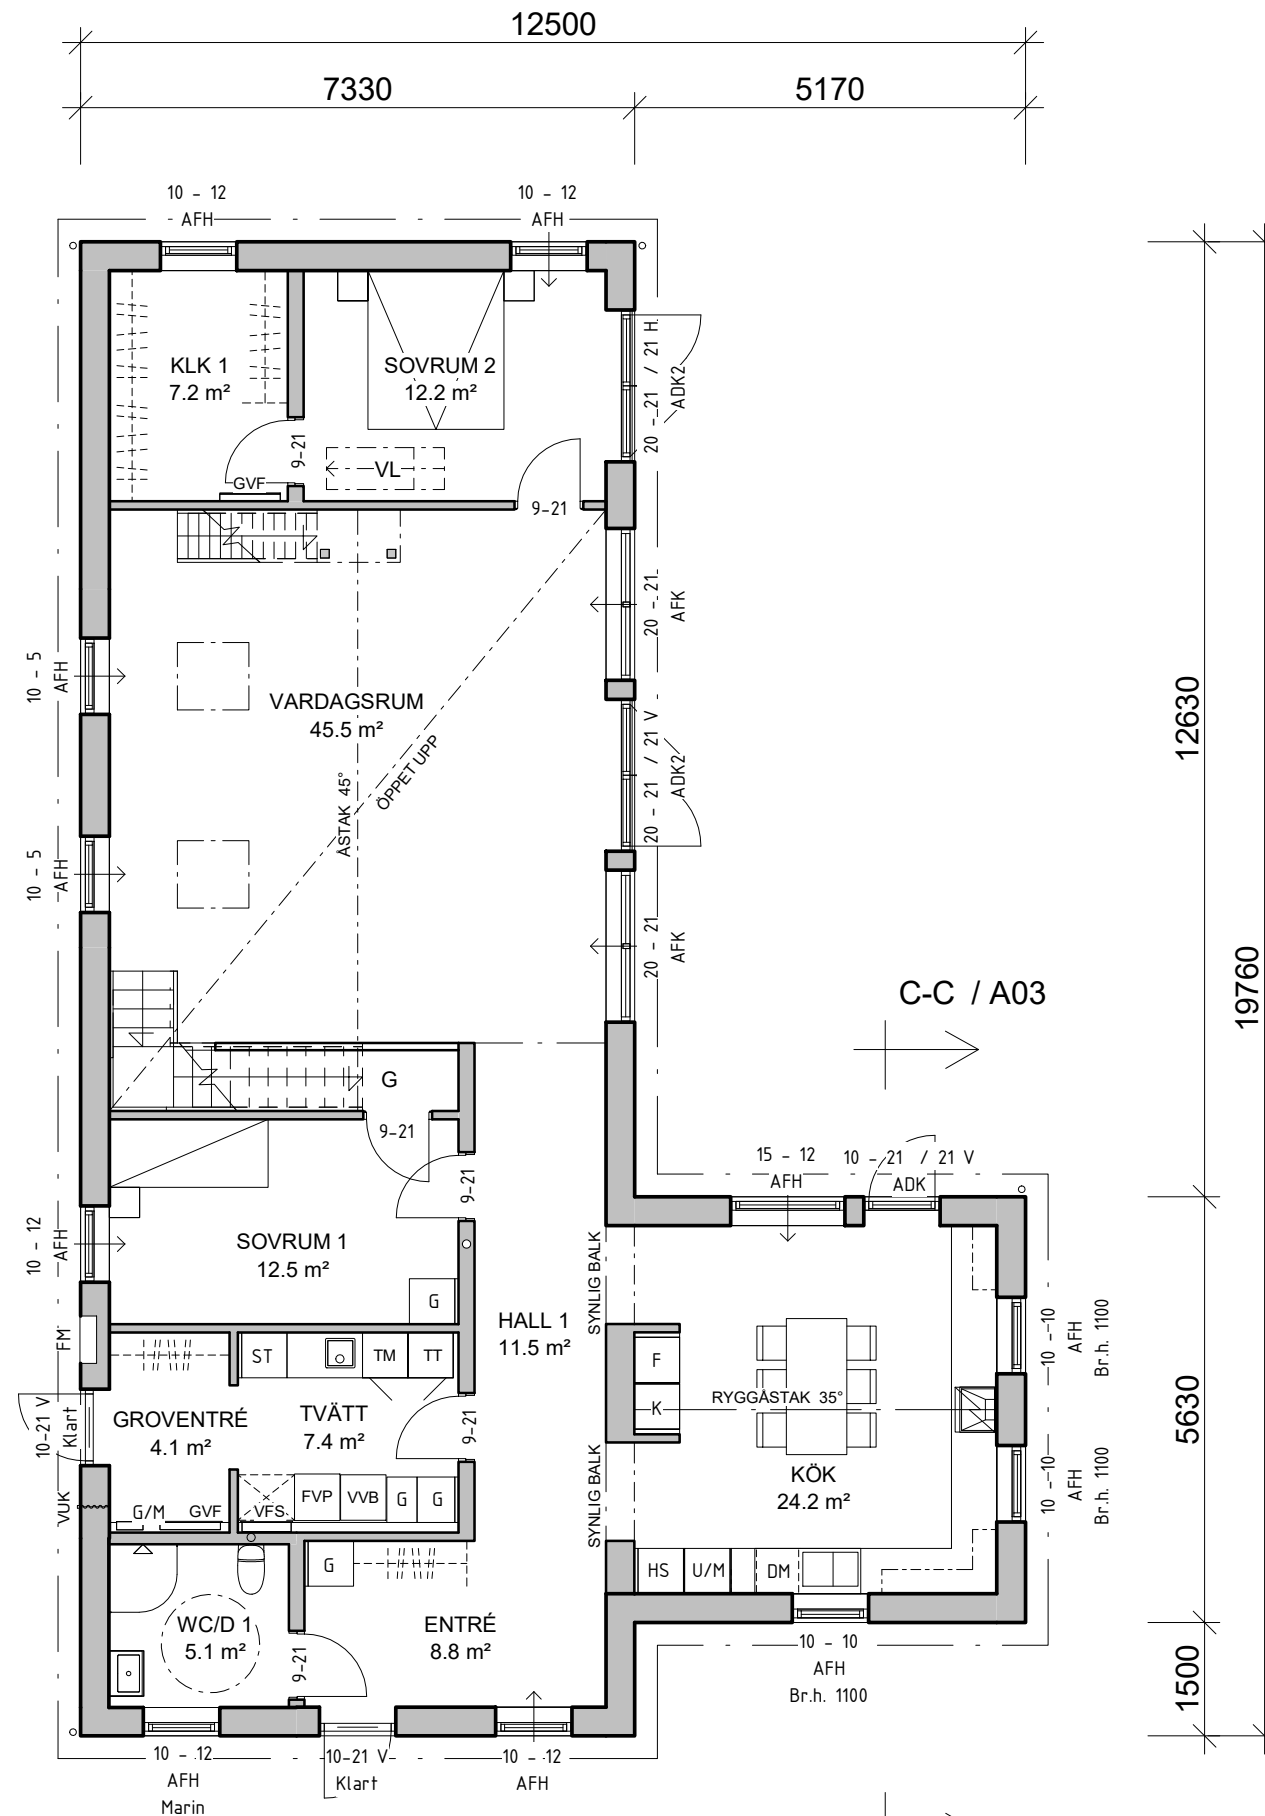 12500
7330
5170
10 - 12
AFH
10 - 12
AFH
KLK 1
7.2 m²
SOVRUM 2
12.2 m²
20 - 21 / 21 H
ADK2
9-21
VL
GVF
9-21
20 - 21
AFK
10 - 5
AFH
VARDAGSRUM
45.5 m²
ÖPPET UPP
ÅSTAK 45°
20 - 21 / 21 V
ADK2
12630
10 - 5
AFH
20 - 21
AFK
19760
C-C / A03
G
9-21
9-21
15 - 12
AFH
10 - 21 / 21 V
ADK
10 - 12
AFH
SOVRUM 1
12.5 m²
G
SYNLIG BALK
HALL 1
11.5 m²
FM
ST
TM
TT
F
K
RYGGÅSTAK 35°
10 - 10
AFH
Br.h. 1100
10-21 V
Klart
GROVENTRÉ
4.1 m²
TVÄTT
7.4 m²
9-21
5630
KÖK
24.2 m²
10 - 10
AFH
Br.h. 1100
SYNLIG BALK
VUK
G/M
GVF
VFS
FVP
VVB
G
G
G
HS
U/M
DM
WC/D 1
5.1 m²
ENTRÉ
8.8 m²
9-21
10 - 10
AFH
Br.h. 1100
1500
10 - 12
AFH
Marin
10-21 V
Klart
10 - 12
AFH